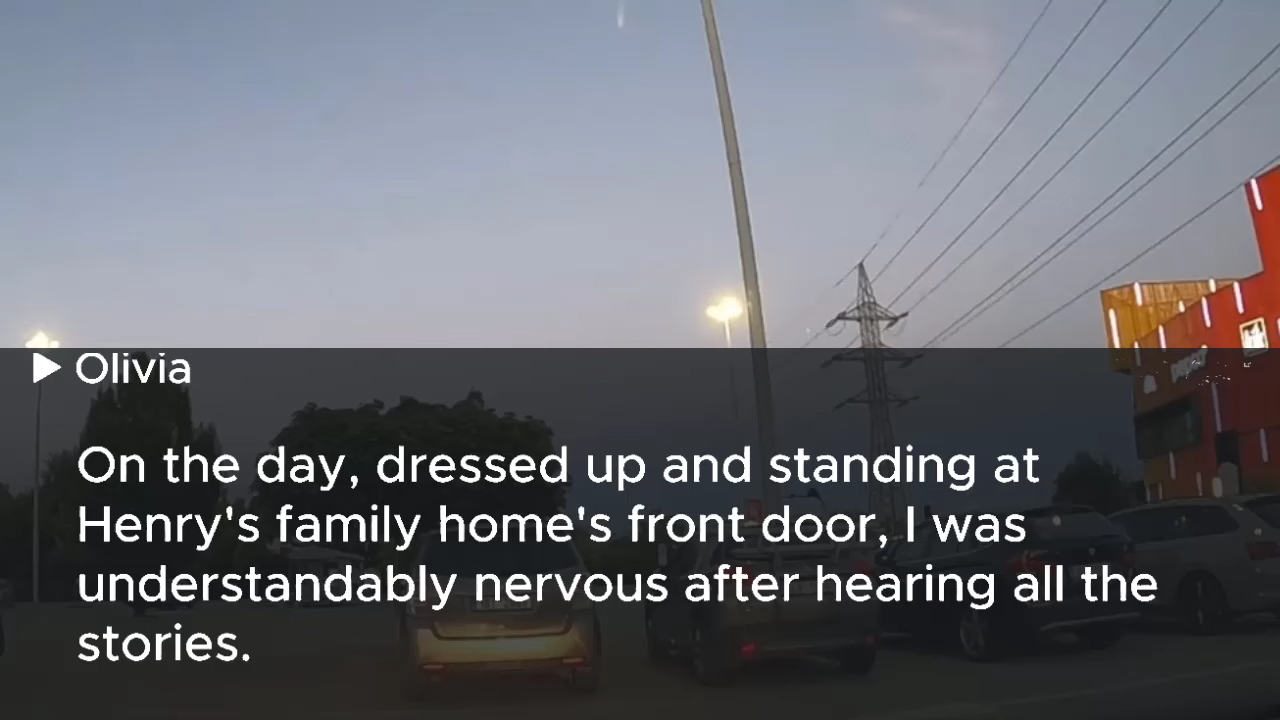 Olivia
On the day, dressed up and standing at
Henry's family home's front door, I was
understandably nervous after hearing all the
stories.